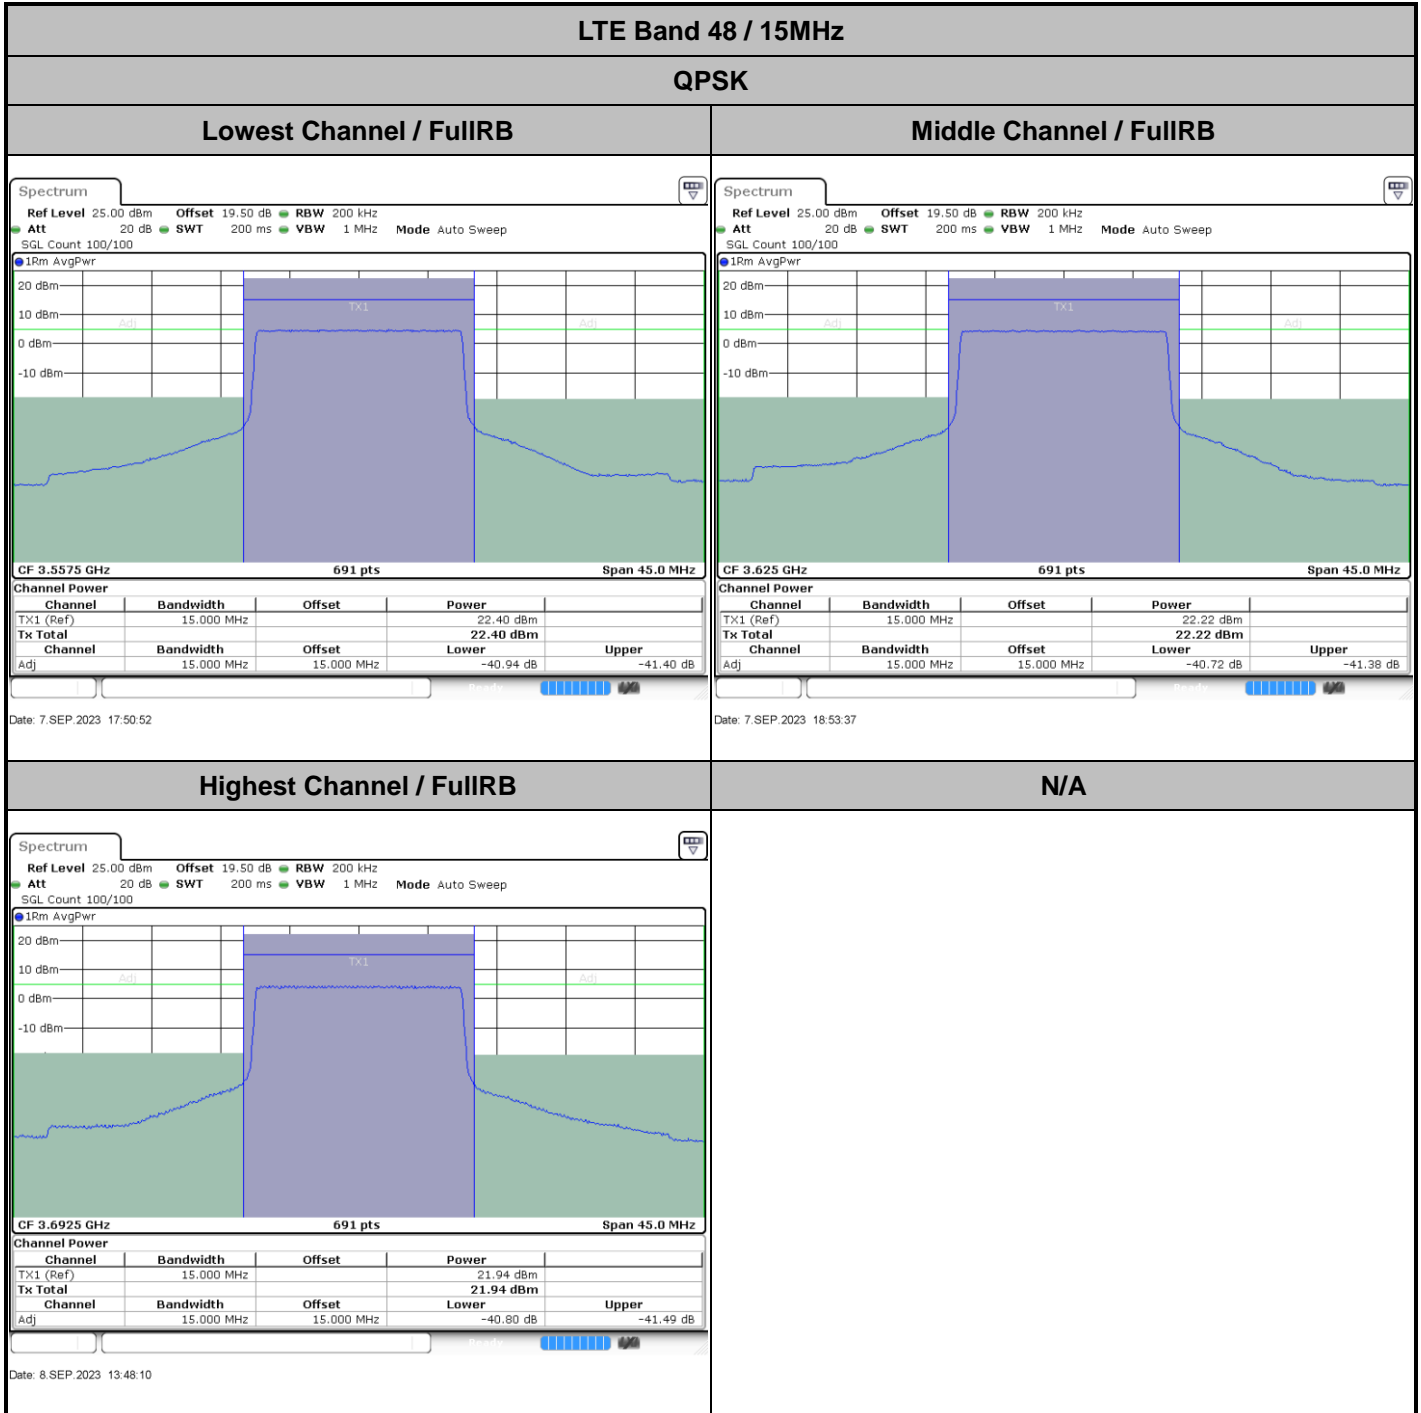 LTE Band 48 / 15MHz
QPSK
Lowest Channel / FullRB
Middle Channel / FullRB
Spectrum
Ref Level 25.00 dBm Offset 19.50 dB RBW 200 kHz
Att 20 dB SWT 200 ms VBW 1 MHz Mode Auto Sweep
SGL Count 100/100
1Rm AvgPwr
20 dBm
10 dBm
0 dBm
-10 dBm
Adj
TX1
Adj
CF 3.5575 GHz 691 pts Span 45.0 MHz
Channel Power
Channel Bandwidth Offset Power
TX1 (Ref) 15.000 MHz 22.40 dBm
Tx Total 22.40 dBm
Channel Bandwidth Offset Lower Upper
Adj 15.000 MHz 15.000 MHz -40.94 dB -41.40 dB
Ready
Date: 7.SEP.2023 17:50:52
Spectrum
Ref Level 25.00 dBm Offset 19.50 dB RBW 200 kHz
Att 20 dB SWT 200 ms VBW 1 MHz Mode Auto Sweep
SGL Count 100/100
1Rm AvgPwr
20 dBm
10 dBm
0 dBm
-10 dBm
Adj
TX1
Adj
CF 3.625 GHz 691 pts Span 45.0 MHz
Channel Power
Channel Bandwidth Offset Power
TX1 (Ref) 15.000 MHz 22.22 dBm
Tx Total 22.22 dBm
Channel Bandwidth Offset Lower Upper
Adj 15.000 MHz 15.000 MHz -40.72 dB -41.38 dB
Ready
Date: 7.SEP.2023 18:53:37
Highest Channel / FullRB
N/A
Spectrum
Ref Level 25.00 dBm Offset 19.50 dB RBW 200 kHz
Att 20 dB SWT 200 ms VBW 1 MHz Mode Auto Sweep
SGL Count 100/100
1Rm AvgPwr
20 dBm
10 dBm
0 dBm
-10 dBm
Adj
TX1
Adj
CF 3.6925 GHz 691 pts Span 45.0 MHz
Channel Power
Channel Bandwidth Offset Power
TX1 (Ref) 15.000 MHz 21.94 dBm
Tx Total 21.94 dBm
Channel Bandwidth Offset Lower Upper
Adj 15.000 MHz 15.000 MHz -40.80 dB -41.49 dB
Ready
Date: 8.SEP.2023 13:48:10